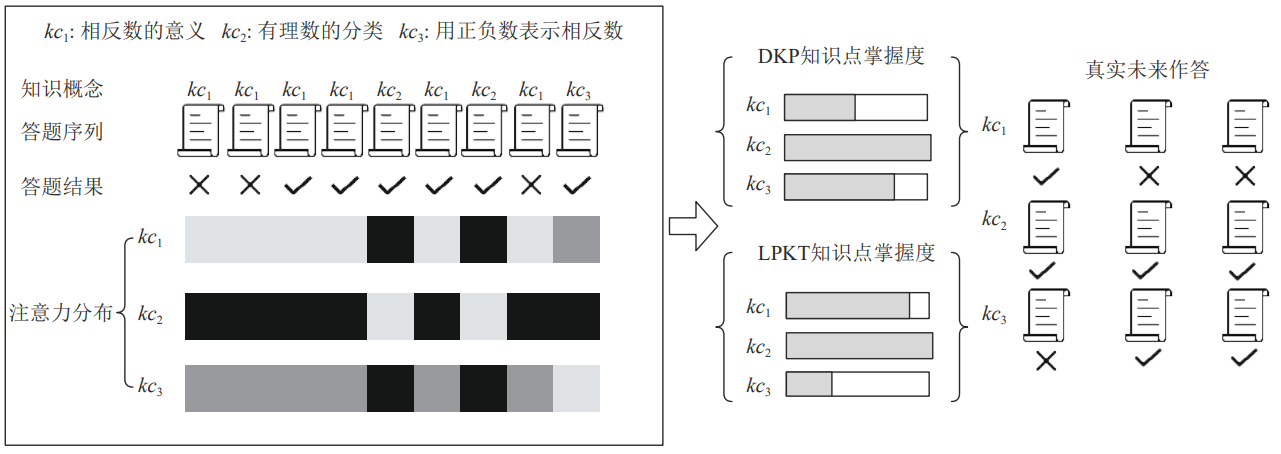 kc1: 相反数的意义 kc2: 有理数的分类 kc3: 用正负数表示相反数
知识概念 kc1 kc1 kc1 kc1 kc2 kc1 kc2 kc1 kc3
答题序列
答题结果
注意力分布
kc1
kc2
kc3
DKP知识点掌握度
kc1
kc2
kc3
LPKT知识点掌握度
kc1
kc2
kc3
真实未来作答
kc1
kc2
kc3